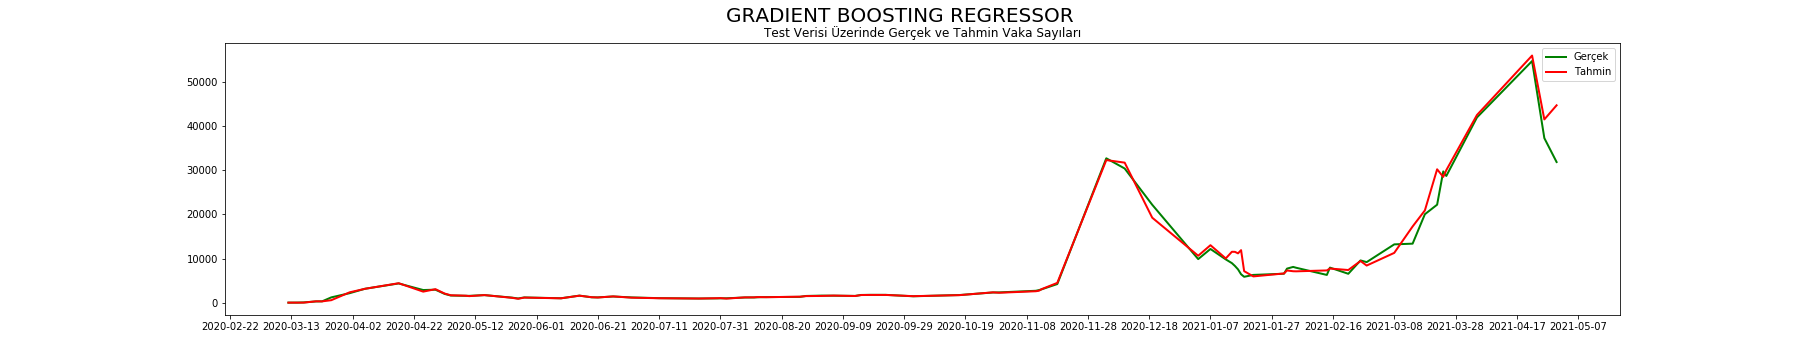 GRADIENT BOOSTING REGRESSOR
Test Verisi Üzerinde Gerçek ve Tahmin Vaka Sayıları
Gerçek
Tahmin
50000
40000
30000
20000
10000
0
2020-02-22 2020-03-13 2020-04-02 2020-04-22 2020-05-12 2020-06-01 2020-06-21 2020-07-11 2020-07-31 2020-08-20 2020-09-09 2020-09-29 2020-10-19 2020-11-08 2020-11-28 2020-12-18 2021-01-07 2021-01-27 2021-02-16 2021-03-08 2021-03-28 2021-04-17 2021-05-07